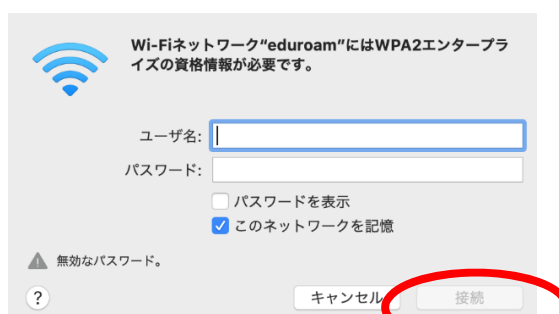 Wi-Fiネットワーク“eduroam”にはWPA2エンタープラ
イズの資格情報が必要です。
ユーザ名:
パスワード:
パスワードを表示
このネットワークを記憶
無効なパスワード。
?
キャンセル
接続